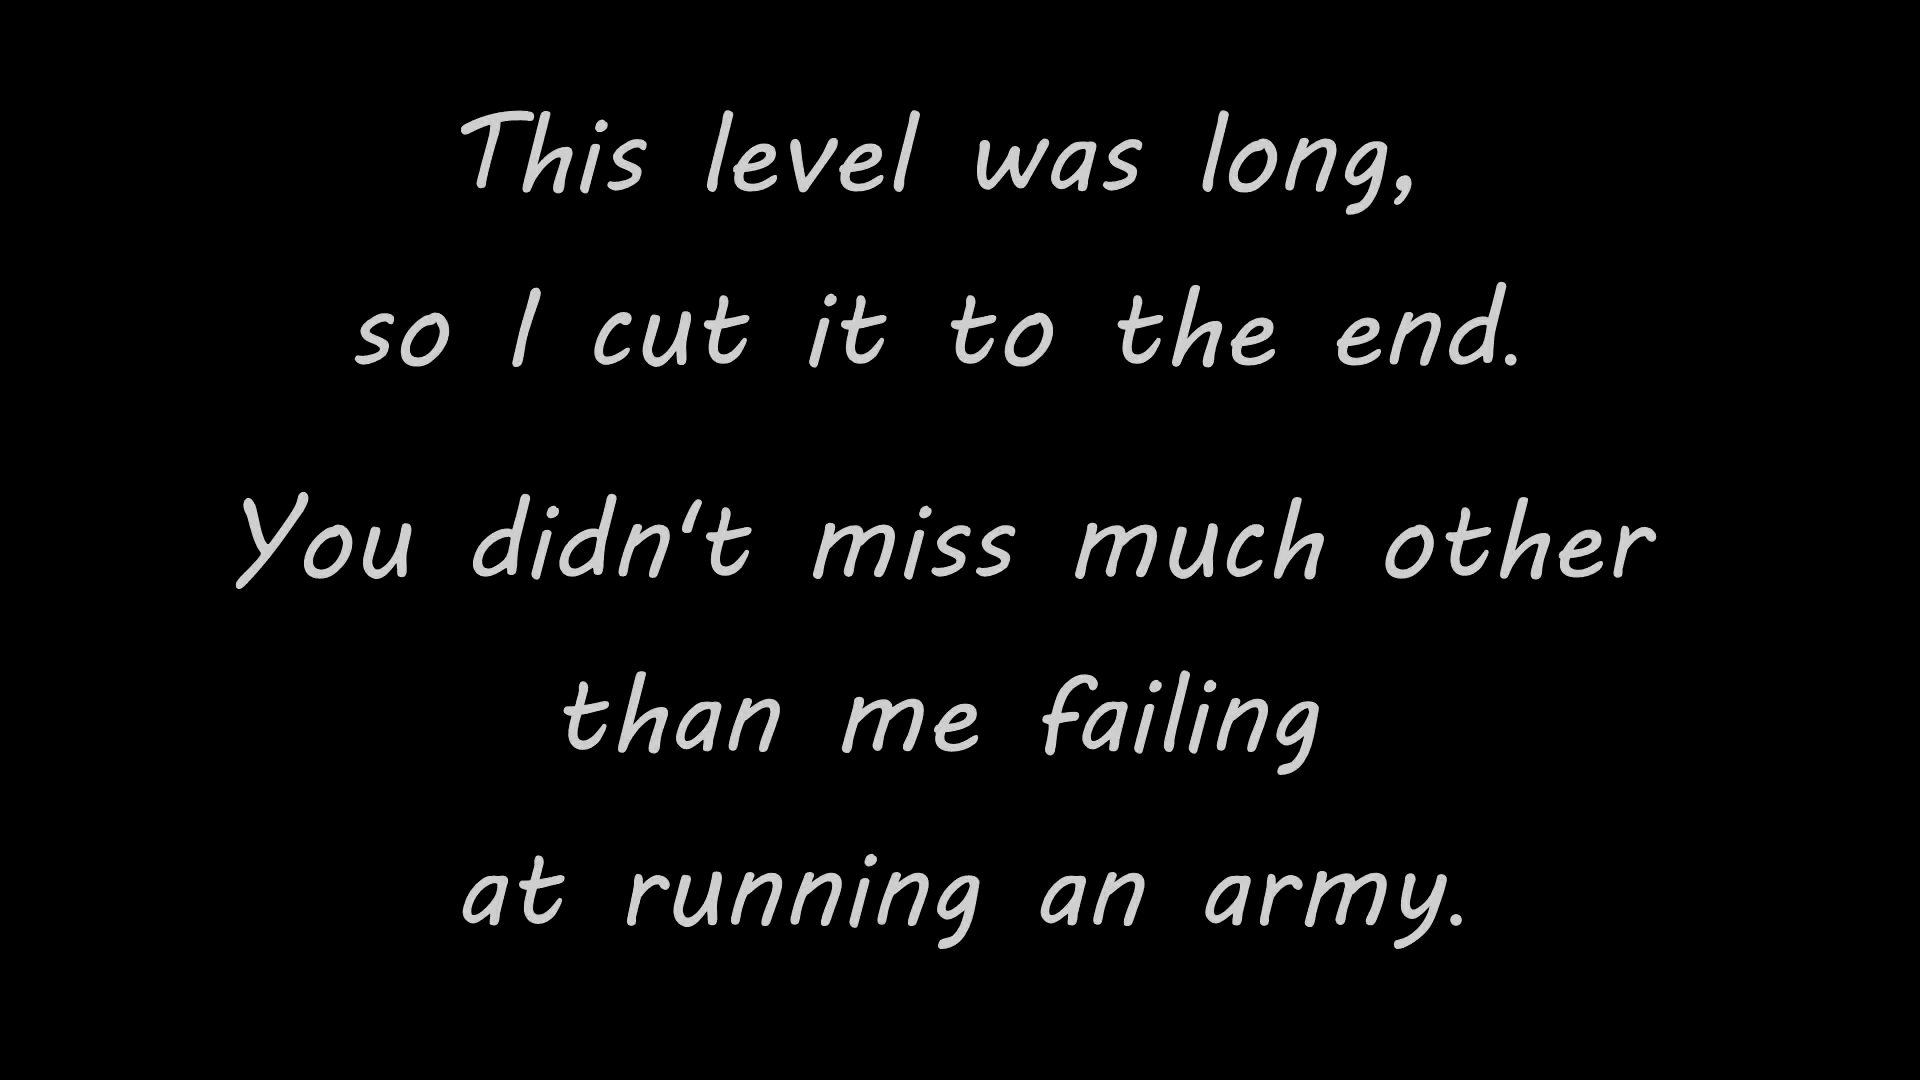 This level was long,
so I cut it to the end.
You didn't miss much other
than me failing
at running an army.